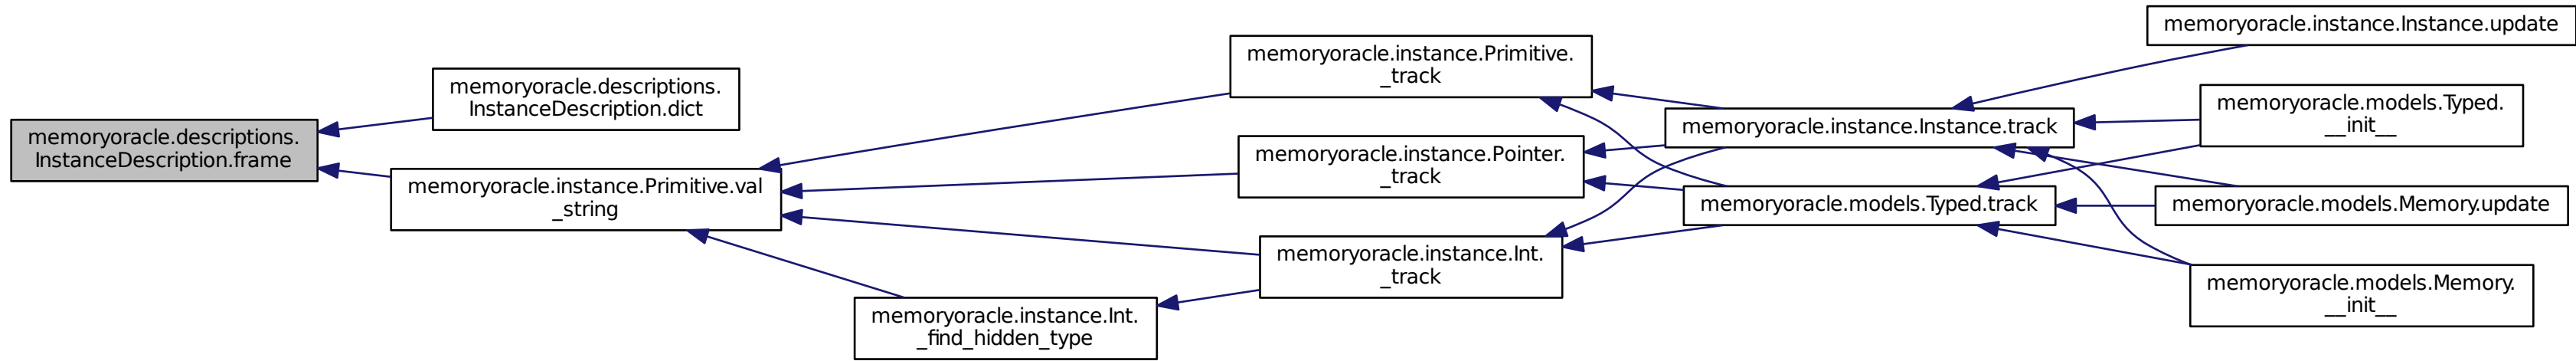 memoryoracle.descriptions.
InstanceDescription.frame
memoryoracle.descriptions.
InstanceDescription.dict
memoryoracle.instance.Primitive.val
_string
memoryoracle.instance.Primitive.
_track
memoryoracle.instance.Pointer.
_track
memoryoracle.instance.Int.
_track
memoryoracle.instance.Int.
_find_hidden_type
memoryoracle.instance.Instance.track
memoryoracle.models.Typed.track
memoryoracle.instance.Instance.update
memoryoracle.models.Typed.
__init__
memoryoracle.models.Memory.update
memoryoracle.models.Memory.
__init__